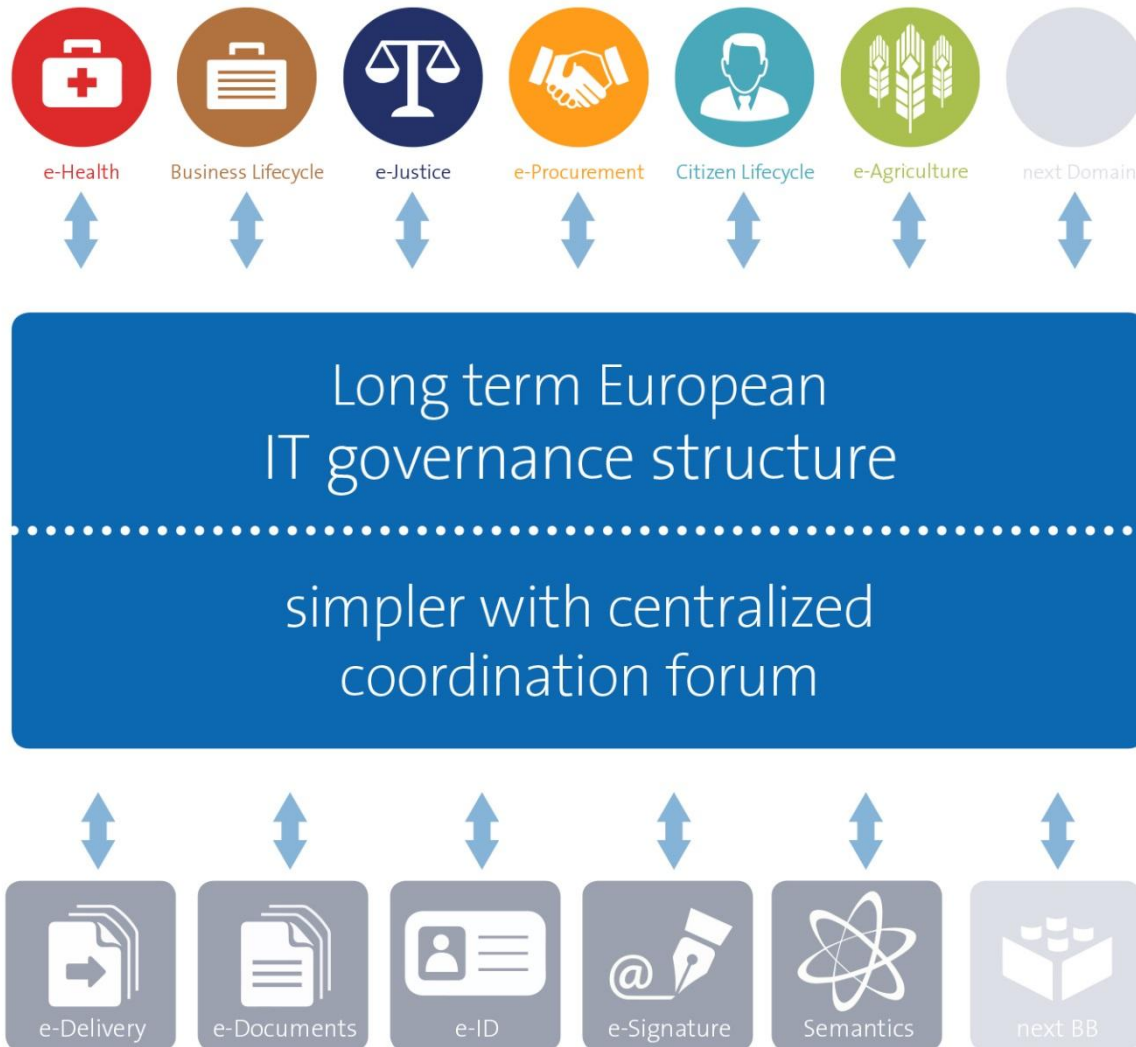 e-Health
Business Lifecycle
e-Justice
e-Procurement
Citizen Lifecycle
e-Agriculture
next Domain
Long term European
IT governance structure
simpler with centralized
coordination forum
e-Delivery
e-Documents
e-ID
@
e-Signature
Semantics
next BB